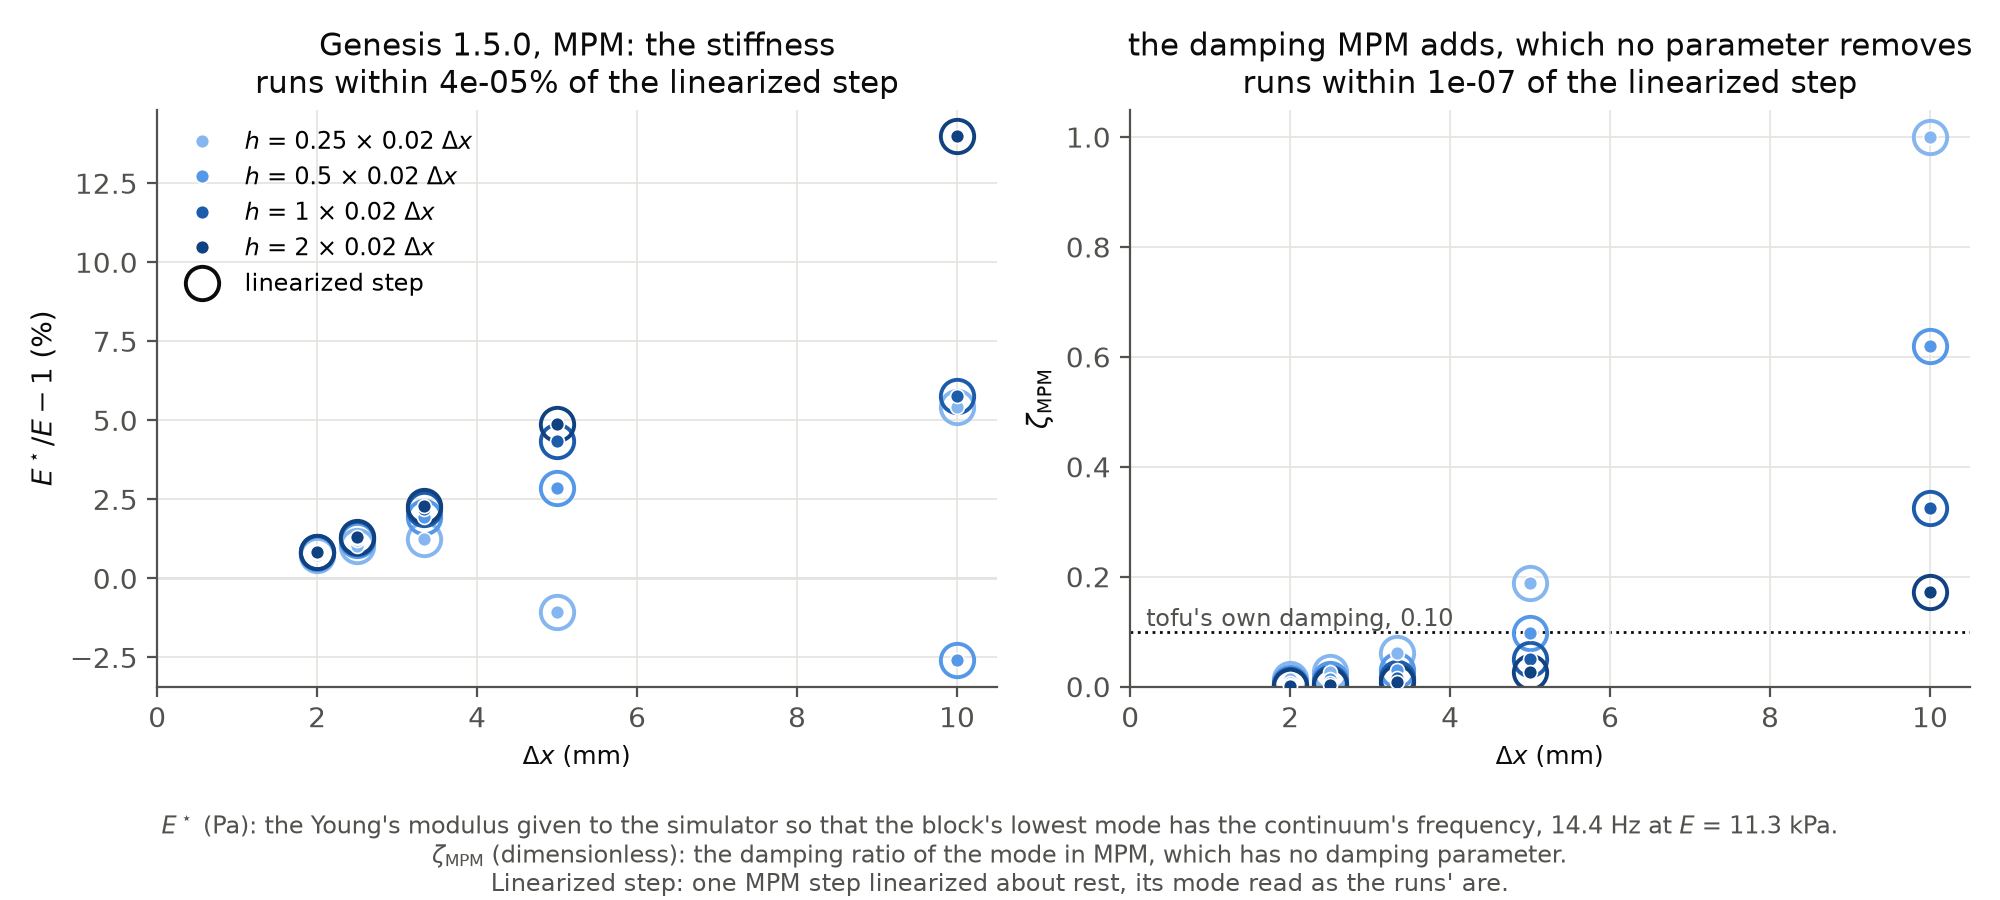 Genesis 1.5.0, MPM: the stiffness
runs within 4e-05% of the linearized step
h = 0.25 × 0.02 Δx
h = 0.5 × 0.02 Δx
h = 1 × 0.02 Δx
h = 2 × 0.02 Δx
linearized step
E⋆/E − 1 (%)
12.5
10.0
7.5
5.0
2.5
0.0
−2.5
0
2
4
6
8
10
Δx (mm)
the damping MPM adds, which no parameter removes
runs within 1e-07 of the linearized step
ζMPM
1.0
0.8
0.6
0.4
0.2
0.0
tofu's own damping, 0.10
0
2
4
6
8
10
Δx (mm)
E⋆ (Pa): the Young's modulus given to the simulator so that the block's lowest mode has the continuum's frequency, 14.4 Hz at E = 11.3 kPa.
ζMPM (dimensionless): the damping ratio of the mode in MPM, which has no damping parameter.
Linearized step: one MPM step linearized about rest, its mode read as the runs' are.